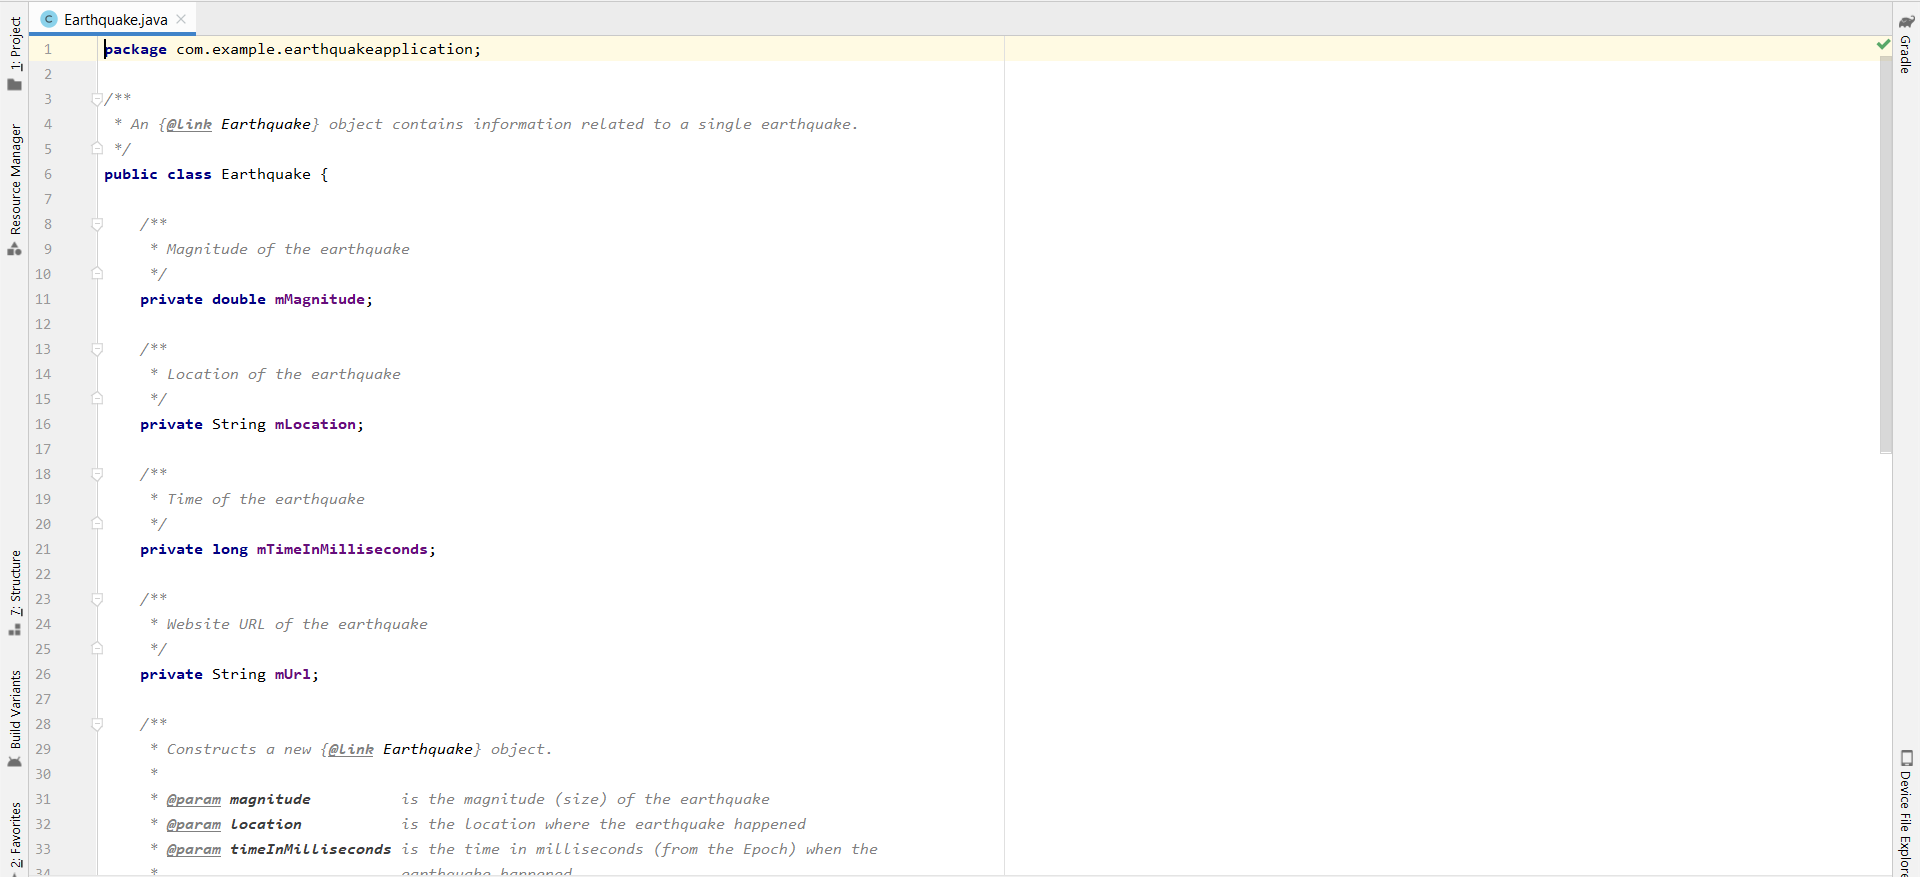 Earthquake.java
1: Project
Resource Manager
7: Structure
Build Variants
2: Favorites
1 package com.example.earthquakeapplication;
2
3 /**
4 * An {@link Earthquake} object contains information related to a single earthquake.
5 */
6 public class Earthquake {
7
8 /**
9 * Magnitude of the earthquake
10 */
11 private double mMagnitude;
12
13 /**
14 * Location of the earthquake
15 */
16 private String mLocation;
17
18 /**
19 * Time of the earthquake
20 */
21 private long mTimeInMilliseconds;
22
23 /**
24 * Website URL of the earthquake
25 */
26 private String mUrl;
27
28 /**
29 * Constructs a new {@link Earthquake} object.
30 *
31 * @param magnitude is the magnitude (size) of the earthquake
32 * @param location is the location where the earthquake happened
33 * @param timeInMilliseconds is the time in milliseconds (from the Epoch) when the
34 * earthquake happened
Gradle
Device File Explore